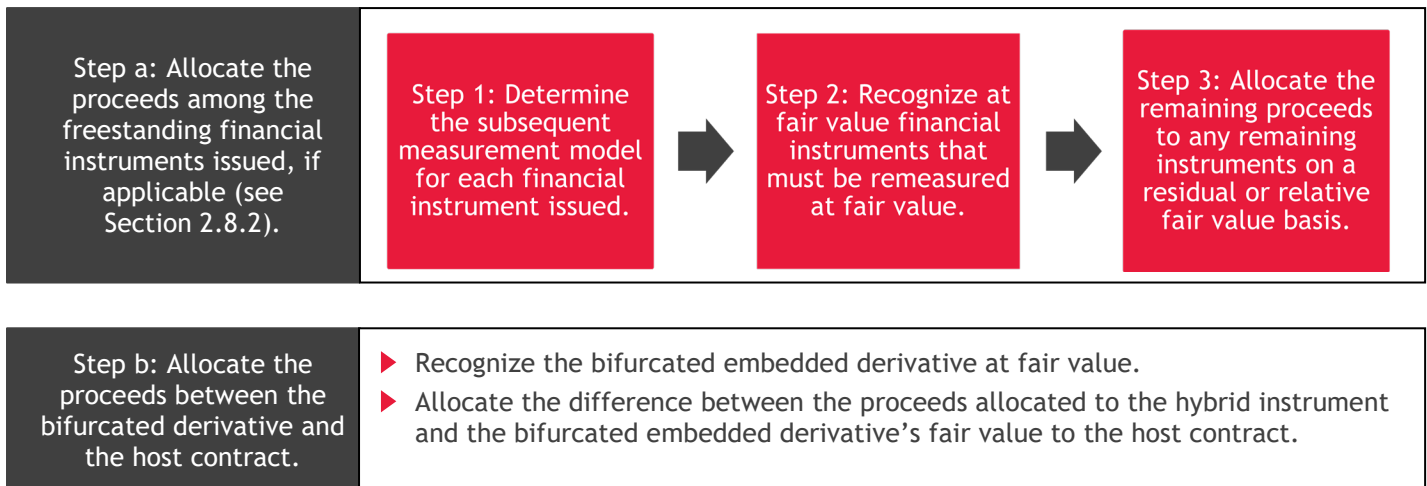 Step a: Allocate the
proceeds among the
freestanding financial
instruments issued, if
applicable (see
Section 2.8.2).
Step 1: Determine
the subsequent
measurement model
for each financial
instrument issued.
Step 2: Recognize at
fair value financial
instruments that
must be remeasured
at fair value.
Step 3: Allocate the
remaining proceeds
to any remaining
instruments on a
residual or relative
fair value basis.
Step b: Allocate the
proceeds between the
bifurcated derivative and
the host contract.
Recognize the bifurcated embedded derivative at fair value.
Allocate the difference between the proceeds allocated to the hybrid instrument
and the bifurcated embedded derivative’s fair value to the host contract.